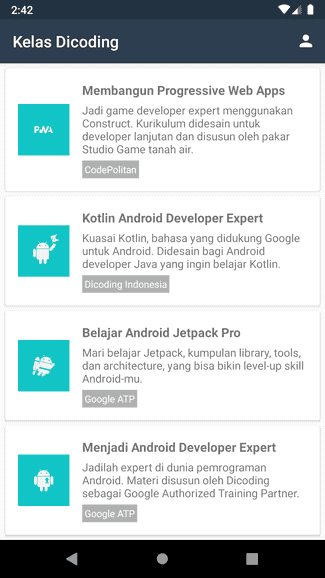 2:42
Kelas Dicoding
Membangun Progressive Web Apps
Jadi game developer expert menggunakan
Construct. Kurikulum didesain untuk
developer lanjutan dan disusun oleh pakar
Studio Game tanah air.
PWA
CodePolitan
Kotlin Android Developer Expert
Kuasai Kotlin, bahasa yang didukung Google
untuk Android. Didesain bagi Android
developer Java yang ingin belajar Kotlin.
Dicoding Indonesia
Belajar Android Jetpack Pro
Mari belajar Jetpack, kumpulan library, tools,
dan architecture, yang bisa bikin level-up skill
Android-mu.
Google ATP
Menjadi Android Developer Expert
Jadilah expert di dunia pemrograman
Android. Materi disusun oleh Dicoding
sebagai Google Authorized Training Partner.
Google ATP